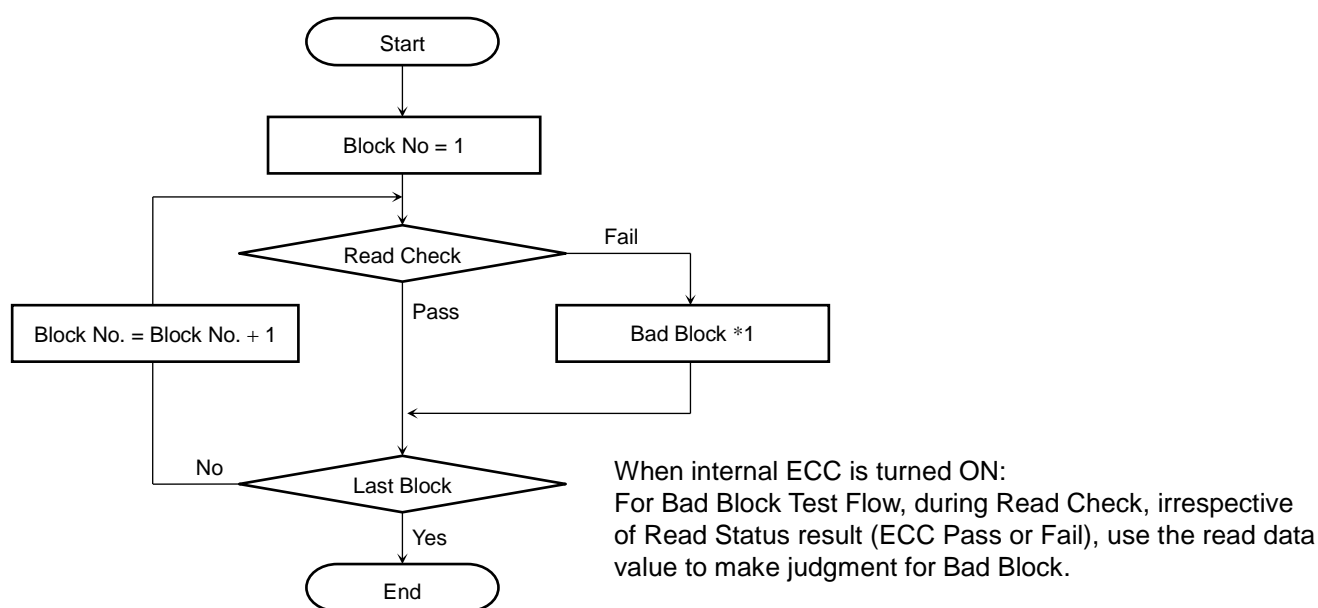 Start
Block No = 1
Read Check
Fail
Pass
Block No. = Block No. + 1
Bad Block *1
No
Last Block
Yes
End
When internal ECC is turned ON:
For Bad Block Test Flow, during Read Check, irrespective
of Read Status result (ECC Pass or Fail), use the read data
value to make judgment for Bad Block.